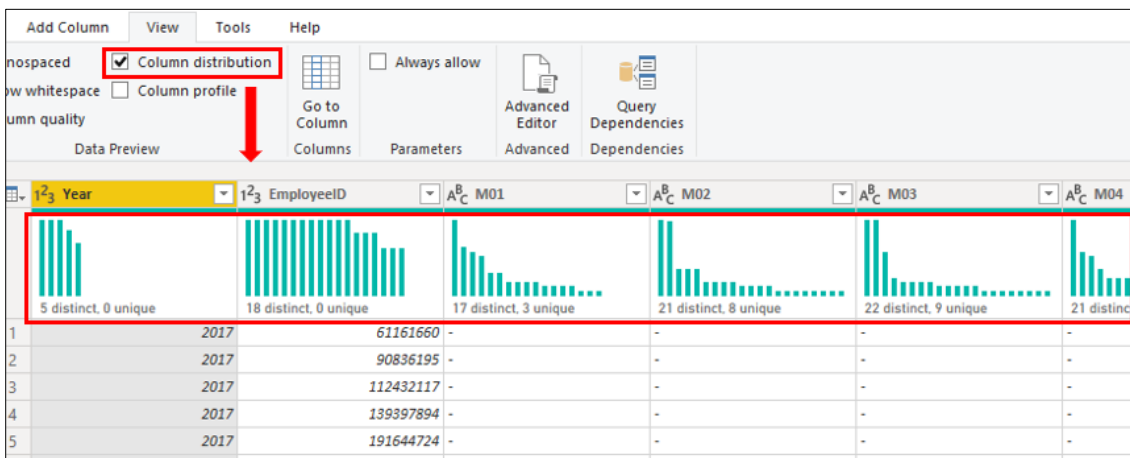 Add Column View Tools Help
nospaced Column distribution Always allow
ow whitespace Column profile
umn quality
Go to Column
Advanced Editor
Query Dependencies
Data Preview Columns Parameters Advanced Dependencies
1²3 Year 1²3 EmployeeID ABC M01 ABC M02 ABC M03 ABC M04
5 distinct, 0 unique 18 distinct, 0 unique 17 distinct, 3 unique 21 distinct, 8 unique 22 distinct, 9 unique 21 distinc
1 2017 61161660 - - - -
2 2017 90836195 - - - -
3 2017 112432117 - - - -
4 2017 139397894 - - - -
5 2017 191644724 - - - -